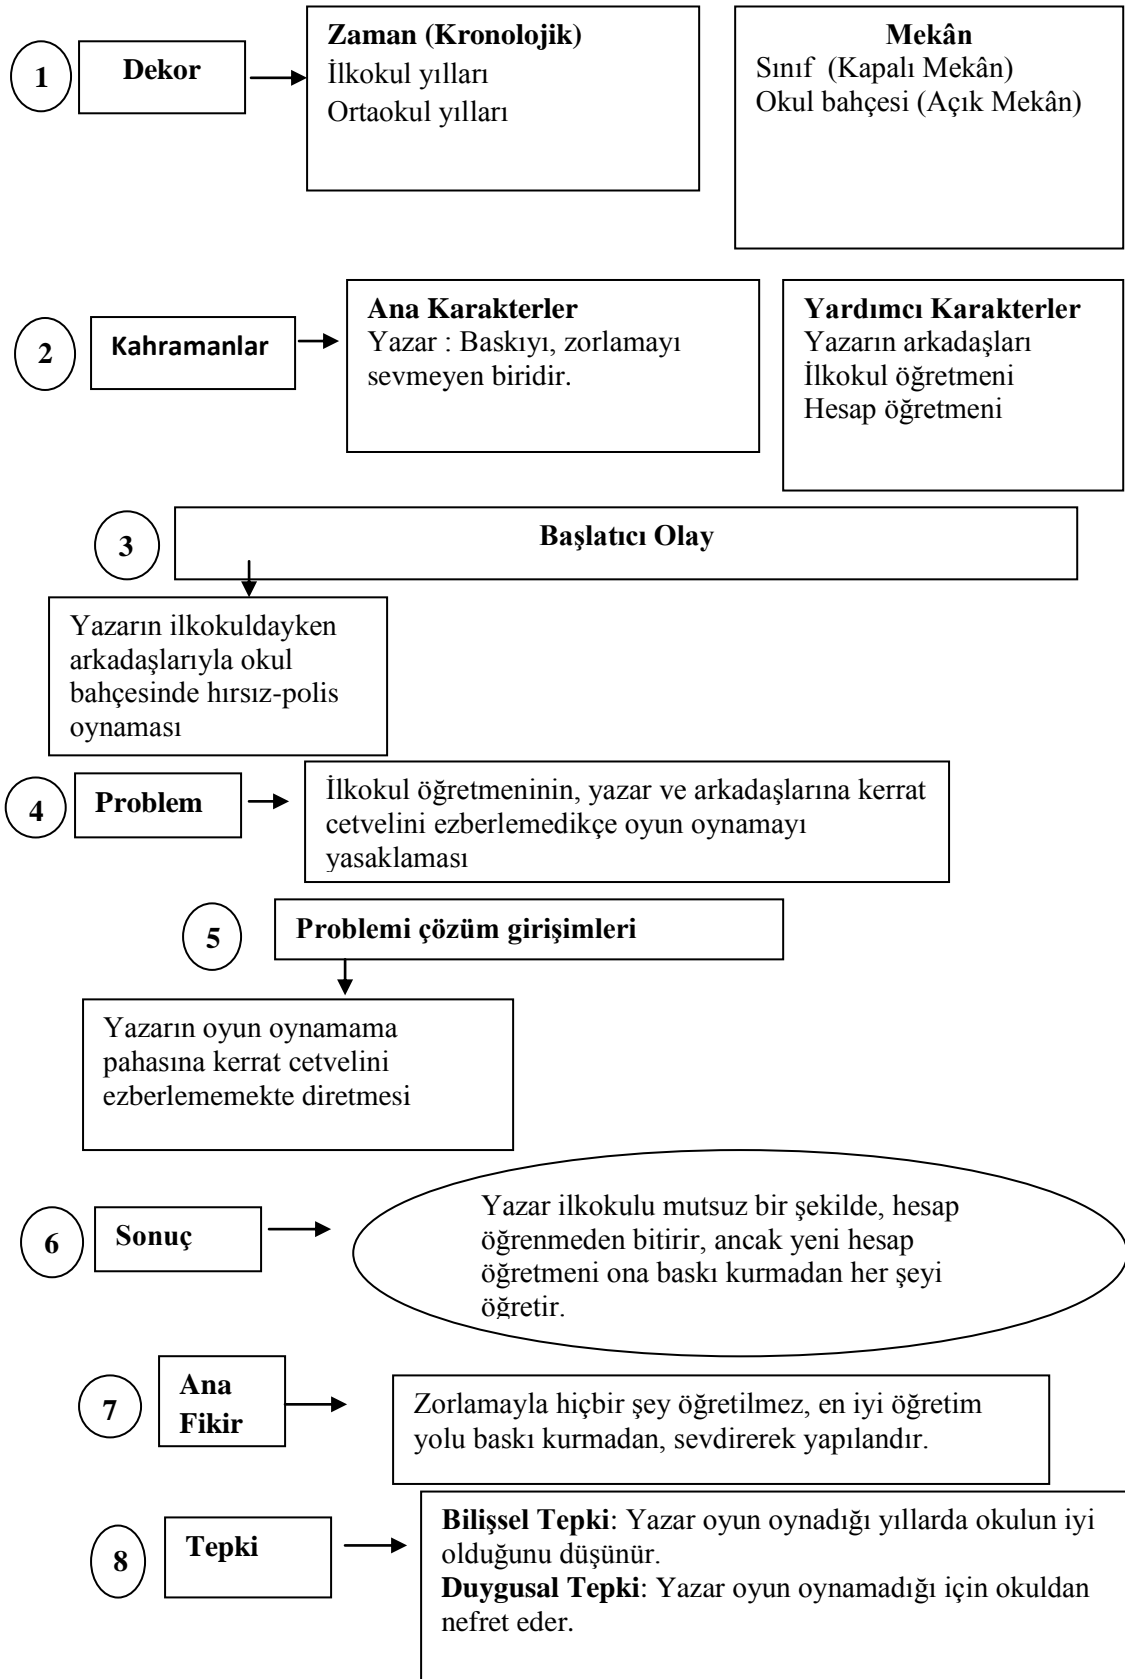 1
Dekor
Zaman (Kronolojik)
İlkokul yılları
Ortaokul yılları
Mekân
Sınıf (Kapalı Mekân)
Okul bahçesi (Açık Mekân)
2
Kahramanlar
Ana Karakterler
Yazar : Baskıyı, zorlamayı
sevmeyen biridir.
Yardımcı Karakterler
Yazarın arkadaşları
İlkokul öğretmeni
Hesap öğretmeni
3
Başlatıcı Olay
Yazarın ilkokuldayken
arkadaşlarıyla okul
bahçesinde hırsız-polis
oynaması
4
Problem
İlkokul öğretmeninin, yazar ve arkadaşlarına kerrat
cetvelini ezberlemedikçe oyun oynamayı
yasaklaması
5
Problemi çözüm girişimleri
Yazarın oyun oynamama
pahasına kerrat cetvelini
ezberlememekte diretmesi
6
Sonuç
Yazar ilkokulu mutsuz bir şekilde, hesap
öğrenmeden bitirir, ancak yeni hesap
öğretmeni ona baskı kurmadan her şeyi
öğretir.
7
Ana
Fikir
Zorlamayla hiçbir şey öğretilmez, en iyi öğretim
yolu baskı kurmadan, sevdirerek yapılandır.
8
Tepki
Bilişsel Tepki: Yazar oyun oynadığı yıllarda okulun iyi
olduğunu düşünür.
Duygusal Tepki: Yazar oyun oynamadığı için okuldan
nefret eder.